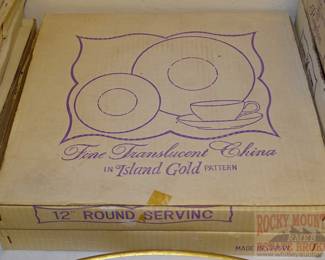 Fine Translucent China
IN Island Gold PATTERN
12" ROUND SERVING
MADE IN
ROCKY MOUNT